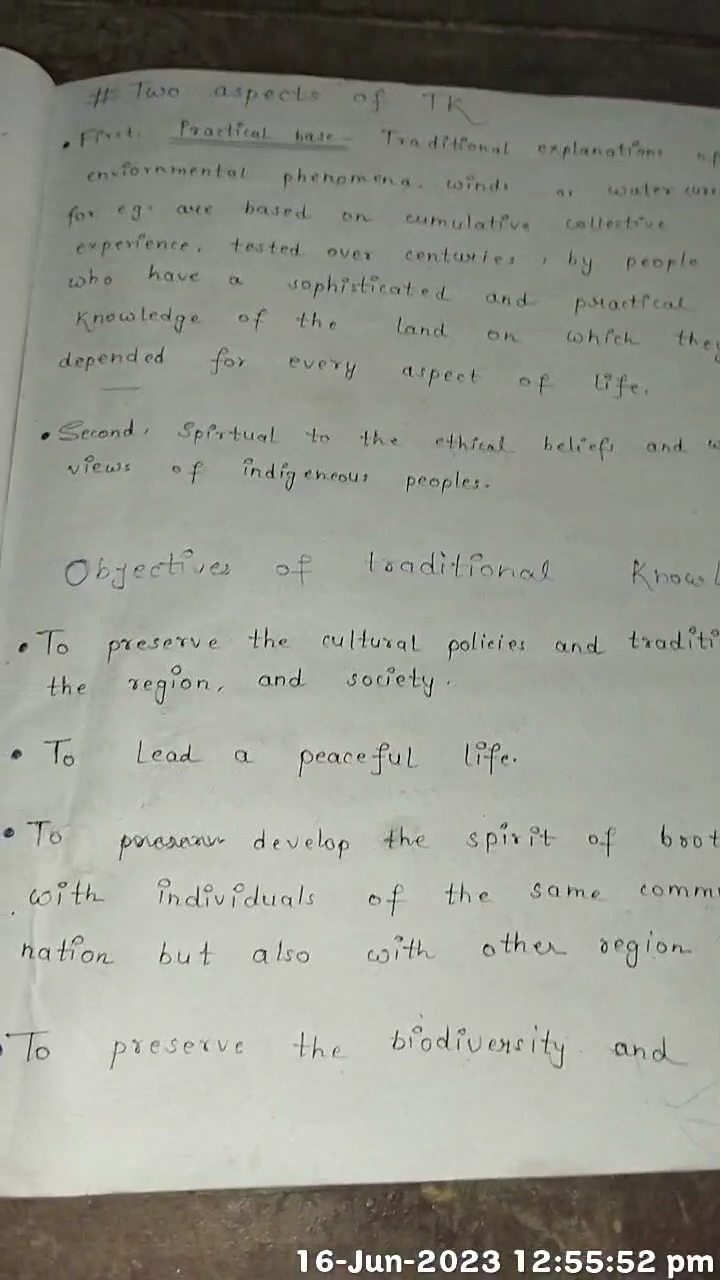 # Two aspects of TK
• First, Practical base - Traditional explanations of
enviornmental phenomena, winds or water
for eg. are based on cumulative collective
experience, tested over centuries, by people
who have a sophisticated and practical
Knowledge of the land on which they
depended for every aspect of life.
• Second, Spirtual to the ethical beliefs and
views of indigeneous peoples.
Objectives of traditional Knowl
• To preserve the cultural policies and traditi
the region, and society.
• To Lead a peaceful life.
• To develop the spirit of broot
with individuals of the same comm
nation but also with other region
To preserve the biodiversity and
16-Jun-2023 12:55:52 pm